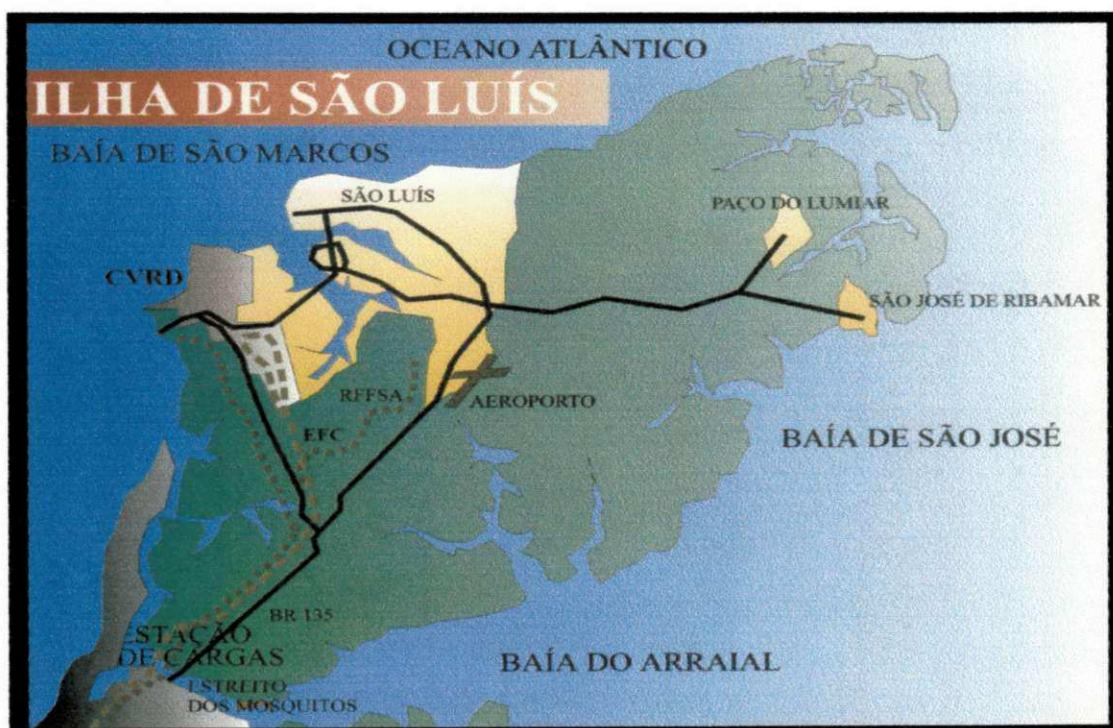 OCEANO ATLÂNTICO
ILHA DE SÃO LUÍS
BAÍA DE SÃO MARCOS
SÃO LUÍS
PAÇO DO LUMIAR
CVRD
SÃO JOSÉ DE RIBAMAR
RFFSA
AEROPORTO
EFC
BAÍA DE SÃO JOSÉ
BR 135
ESTAÇÃO
DE CARGAS
BAÍA DO ARRAIAL
ESTREITO
DOS MOSQUITOS